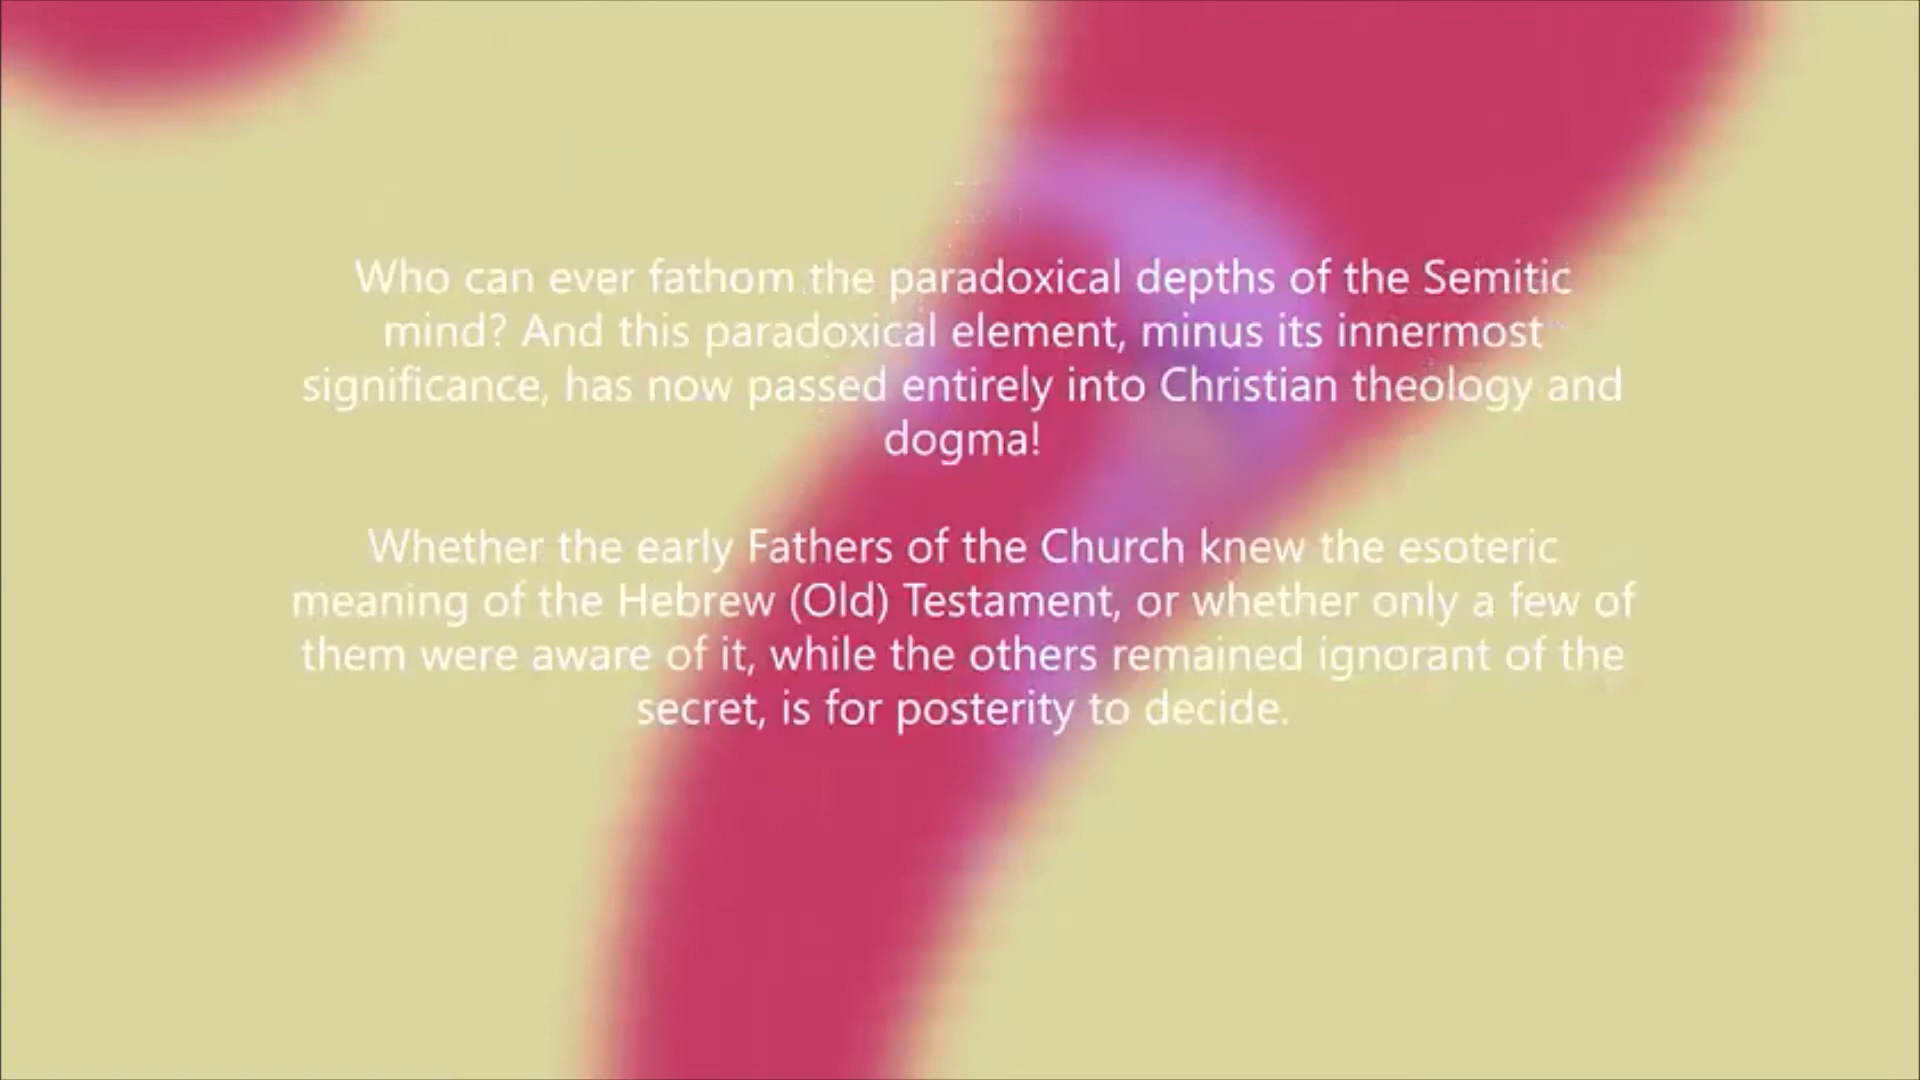 Who can ever fathom the paradoxical depths of the Semitic
mind? And this paradoxical element, minus its innermost
significance, has now passed entirely into Christian theology and
dogma!
Whether the early Fathers of the Church knew the esoteric
meaning of the Hebrew (Old) Testament, or whether only a few of
them were aware of it, while the others remained ignorant of the
secret, is for posterity to decide.